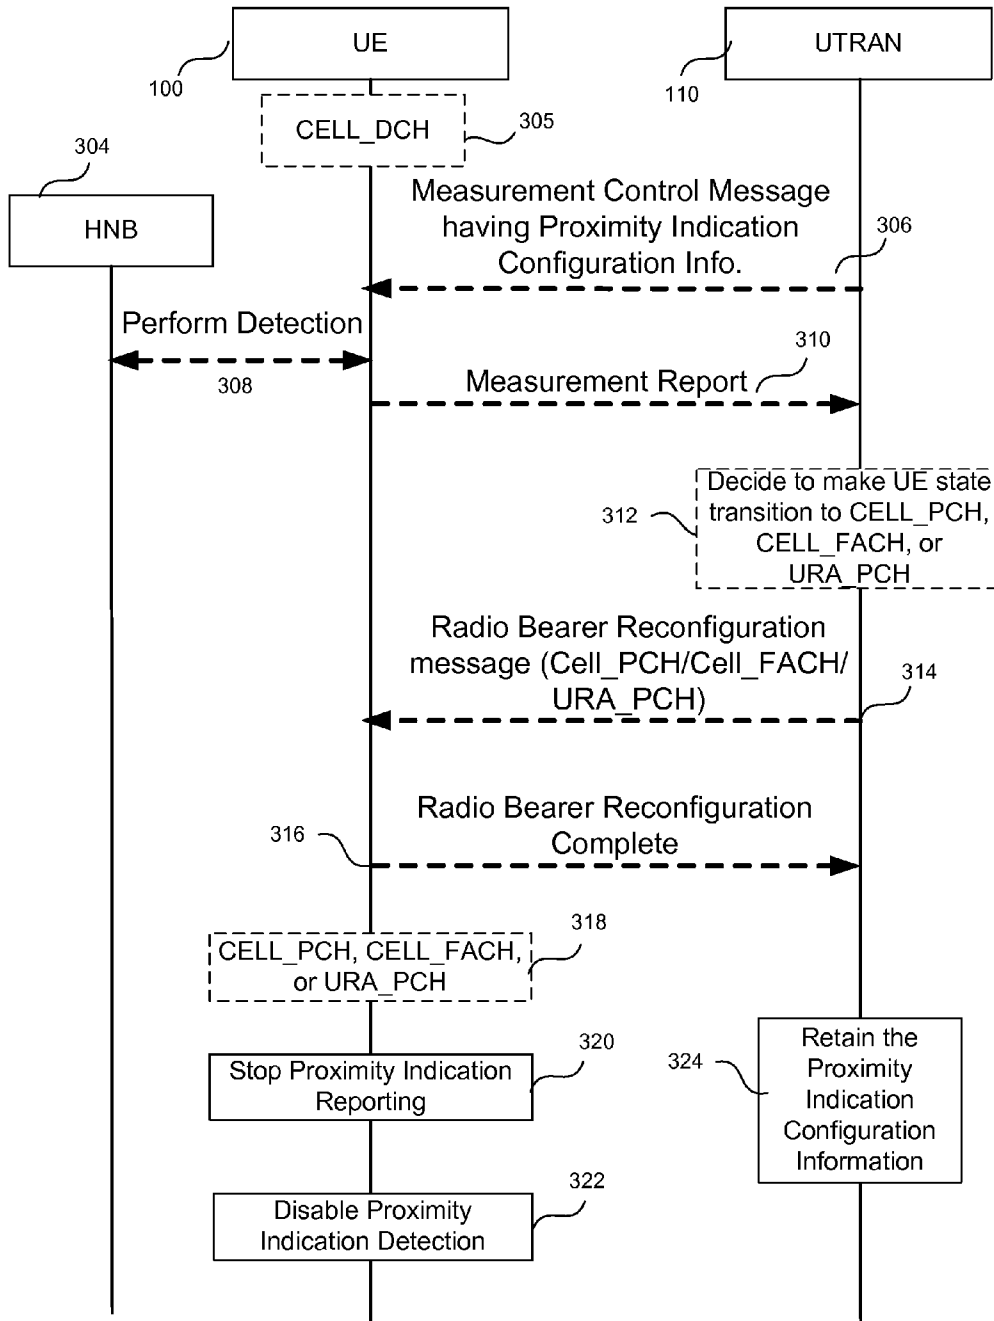 UE
UTRAN
100
110
CELL_DCH
305
304
HNB
Measurement Control Message
having Proximity Indication
Configuration Info.
306
Perform Detection
308
310
Measurement Report
Decide to make UE state
transition to CELL_PCH,
CELL_FACH, or
URA_PCH
312
Radio Bearer Reconfiguration
message (Cell_PCH/Cell_FACH/
URA_PCH)
314
Radio Bearer Reconfiguration
Complete
316
CELL_PCH, CELL_FACH,
or URA_PCH
318
Stop Proximity Indication
Reporting
320
Retain the
Proximity
Indication
Configuration
Information
324
Disable Proximity
Indication Detection
322